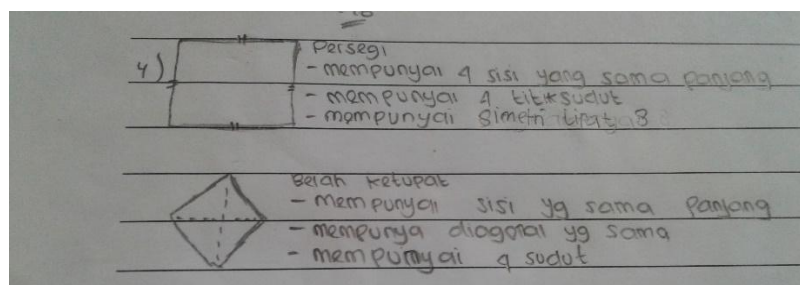 4) Persegi
- mempunyai 4 sisi yang sama panjang
- mempunyai 4 titik sudut
- mempunyai simetri lipat 8
Belah ketupat
- mempunyai sisi yg sama panjang
- mempunya diagonal yg sama
- mempunyai 4 sudut